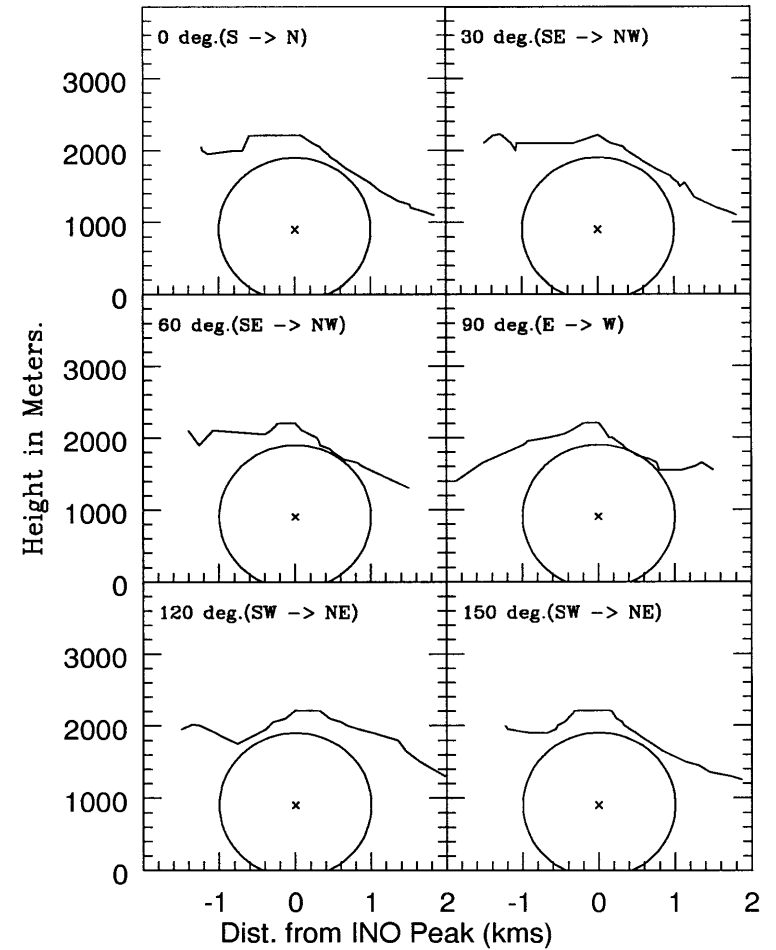 0 deg.(S -> N)
30 deg.(SE -> NW)
3000
2000
1000
0
60 deg.(SE -> NW)
90 deg.(E -> W)
3000
2000
1000
0
120 deg.(SW -> NE)
150 deg.(SW -> NE)
3000
2000
1000
0
-1 0 1 2 -1 0 1 2
Dist. from INO Peak (kms)
Height in Meters.